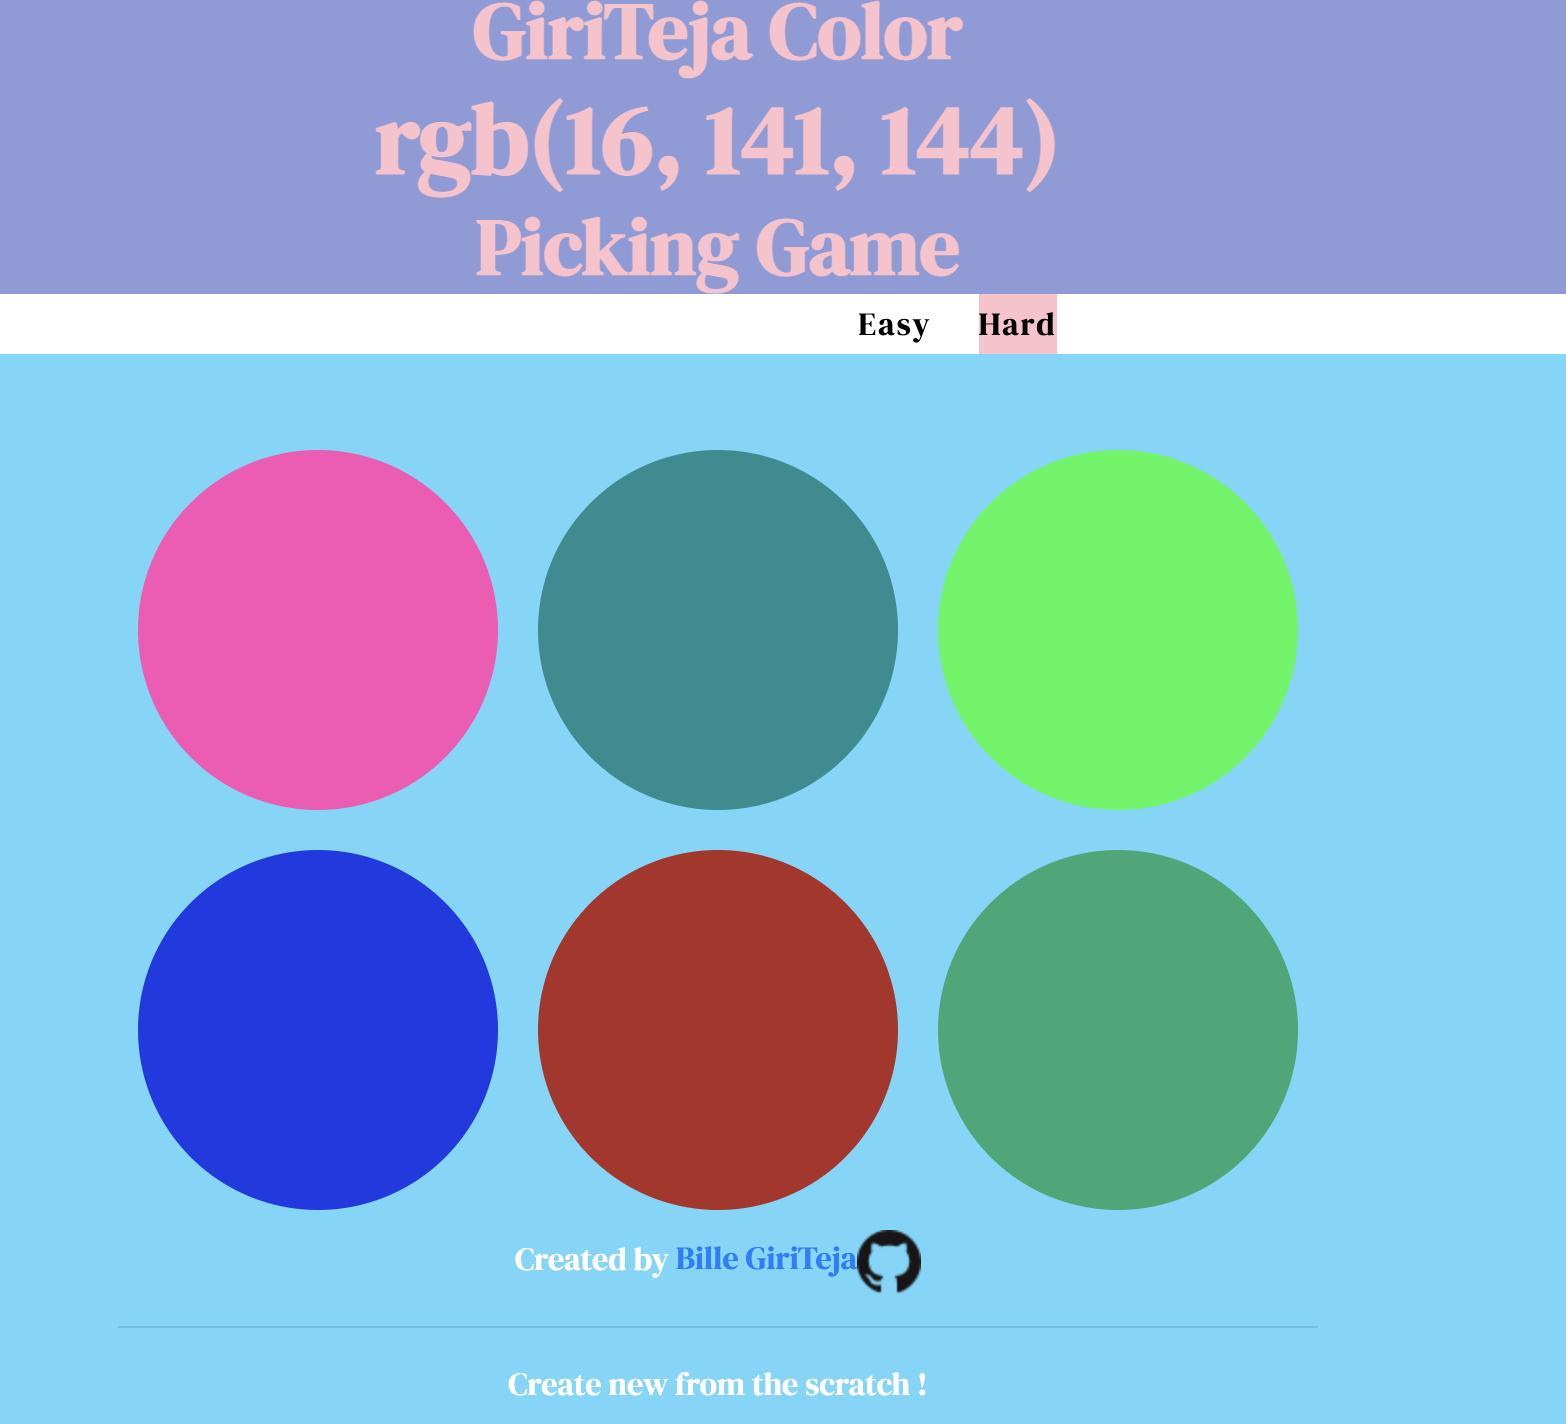 GiriTeja Color
rgb(16, 141, 144)
Picking Game
Easy Hard
Created by Bille GiriTeja
Create new from the scratch !